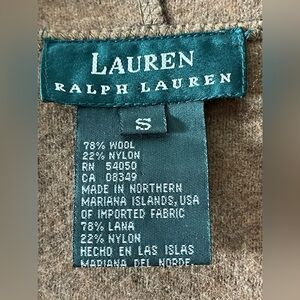 LAUREN
RALPH LAUREN
S
78% WOOL
22% NYLON
RN 54050
CA 08349
MADE IN NORTHERN
MARIANA ISLANDS, USA
OF IMPORTED FABRIC
78% LANA
22% NYLON
HECHO EN LAS ISLAS
MARIANA DEL NORDE,